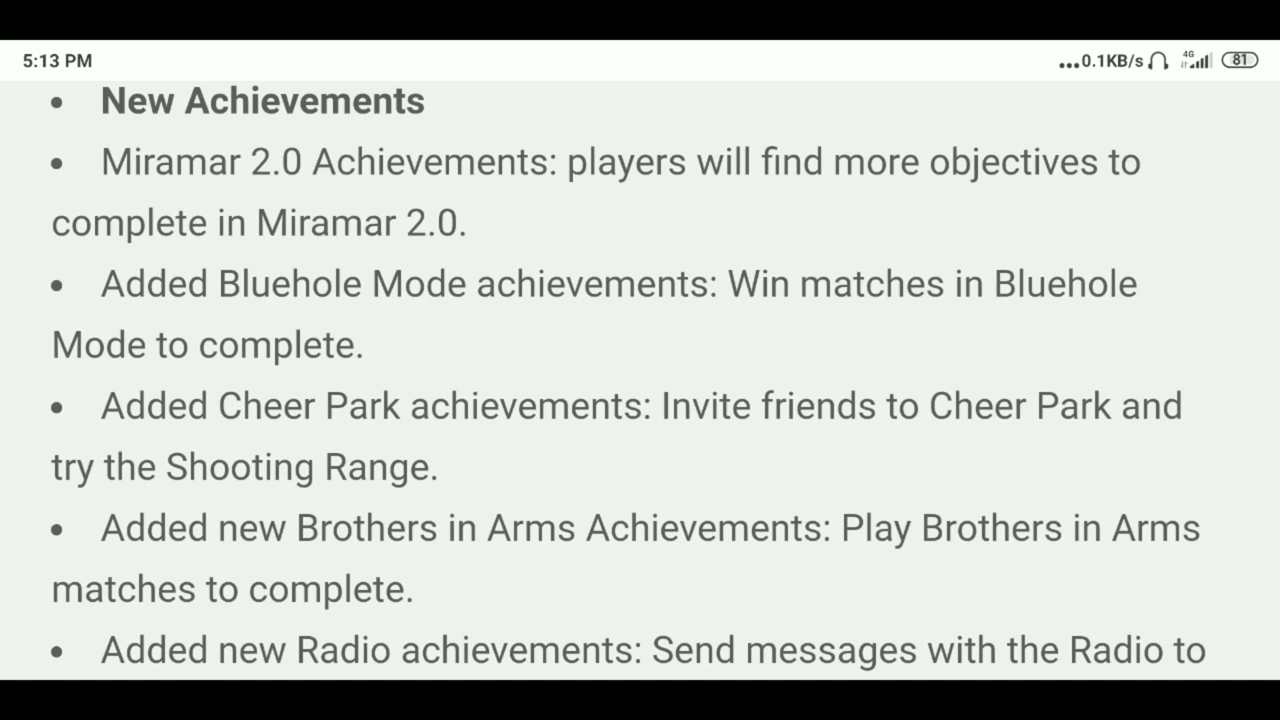 5:13 PM
...0.1KB/s 4G 81
• New Achievements
• Miramar 2.0 Achievements: players will find more objectives to
complete in Miramar 2.0.
• Added Bluehole Mode achievements: Win matches in Bluehole
Mode to complete.
• Added Cheer Park achievements: Invite friends to Cheer Park and
try the Shooting Range.
• Added new Brothers in Arms Achievements: Play Brothers in Arms
matches to complete.
• Added new Radio achievements: Send messages with the Radio to